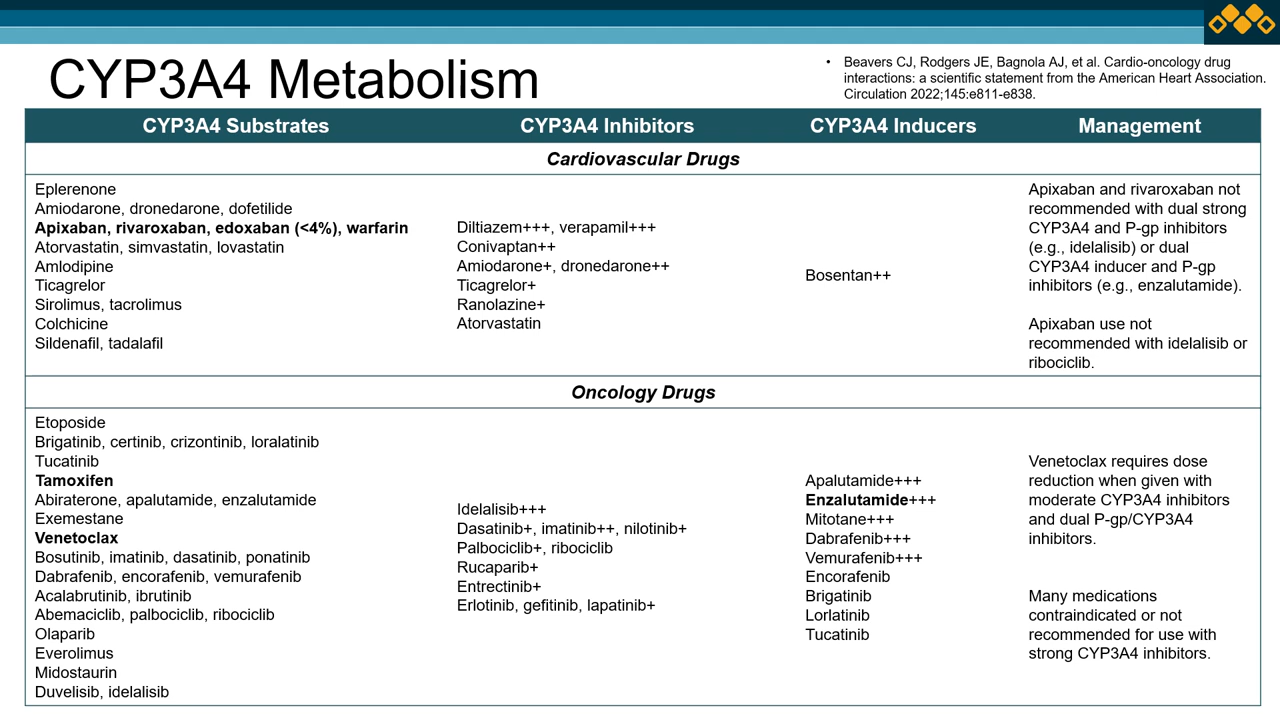 CYP3A4 Metabolism
• Beavers CJ, Rodgers JE, Bagnola AJ, et al. Cardio-oncology drug
interactions: a scientific statement from the American Heart Association.
Circulation 2022;145:e811-e838.
CYP3A4 Substrates
CYP3A4 Inhibitors
CYP3A4 Inducers
Management
Cardiovascular Drugs
Eplerenone
Amiodarone, dronedarone, dofetilide
Apixaban, rivaroxaban, edoxaban (<4%), warfarin
Atorvastatin, simvastatin, lovastatin
Amlodipine
Ticagrelor
Sirolimus, tacrolimus
Colchicine
Sildenafil, tadalafil
Diltiazem+++, verapamil+++
Conivaptan++
Amiodarone+, dronedarone++
Ticagrelor+
Ranolazine+
Atorvastatin
Bosentan++
Apixaban and rivaroxaban not
recommended with dual strong
CYP3A4 and P-gp inhibitors
(e.g., idelalisib) or dual
CYP3A4 inducer and P-gp
inhibitors (e.g., enzalutamide).
Apixaban use not
recommended with idelalisib or
ribociclib.
Oncology Drugs
Etoposide
Brigatinib, certinib, crizontinib, loralatinib
Tucatinib
Tamoxifen
Abiraterone, apalutamide, enzalutamide
Exemestane
Venetoclax
Bosutinib, imatinib, dasatinib, ponatinib
Dabrafenib, encorafenib, vemurafenib
Acalabrutinib, ibrutinib
Abemaciclib, palbociclib, ribociclib
Olaparib
Everolimus
Midostaurin
Duvelisib, idelalisib
Idelalisib+++
Dasatinib+, imatinib++, nilotinib+
Palbociclib+, ribociclib
Rucaparib+
Entrectinib+
Erlotinib, gefitinib, lapatinib+
Apalutamide+++
Enzalutamide+++
Mitotane+++
Dabrafenib+++
Vemurafenib+++
Encorafenib
Brigatinib
Lorlatinib
Tucatinib
Venetoclax requires dose
reduction when given with
moderate CYP3A4 inhibitors
and dual P-gp/CYP3A4
inhibitors.
Many medications
contraindicated or not
recommended for use with
strong CYP3A4 inhibitors.